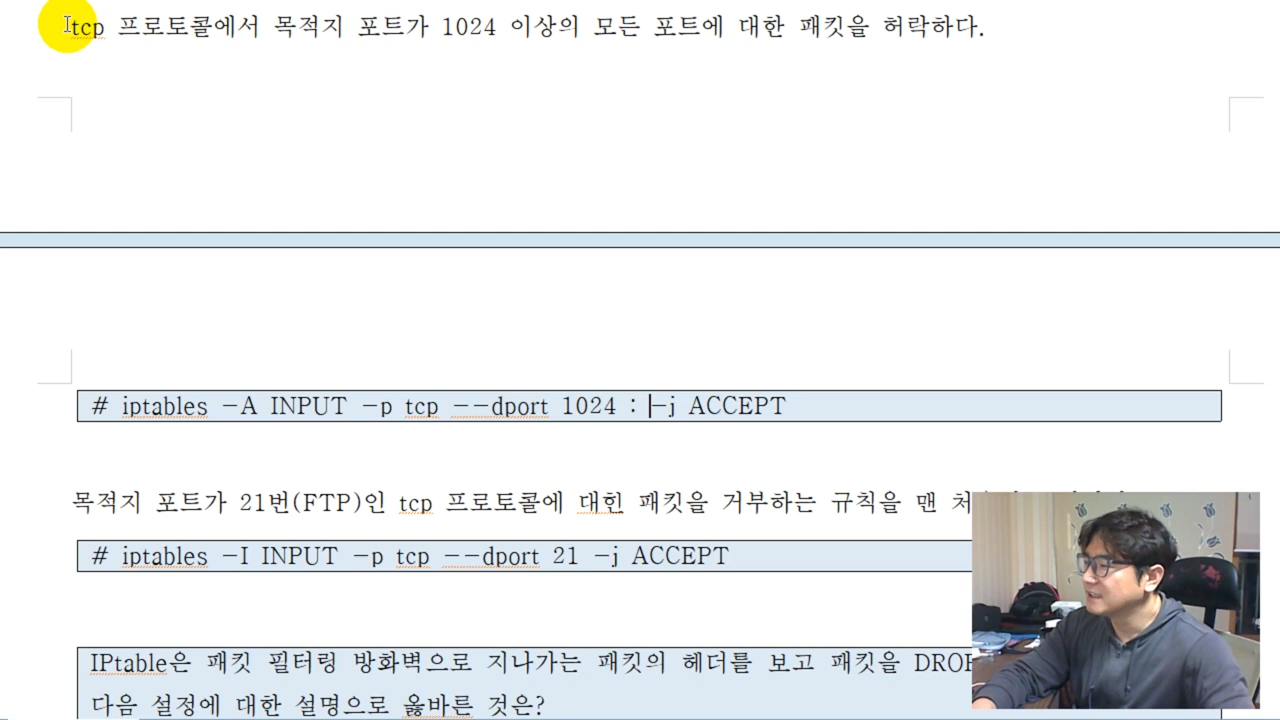 tcp 프로토콜에서 목적지 포트가 1024 이상의 모든 포트에 대한 패킷을 허락하다.
# iptables -A INPUT -p tcp --dport 1024 : -j ACCEPT
목적지 포트가 21번(FTP)인 tcp 프로토콜에 대힌 패킷을 거부하는 규칙을 맨
# iptables -I INPUT -p tcp --dport 21 -j ACCEPT
IPtable은 패킷 필터링 방화벽으로 지나가는 패킷의 헤더를 보고 패킷을
다음 설정에 대한 설명으로 옳바른 것은?